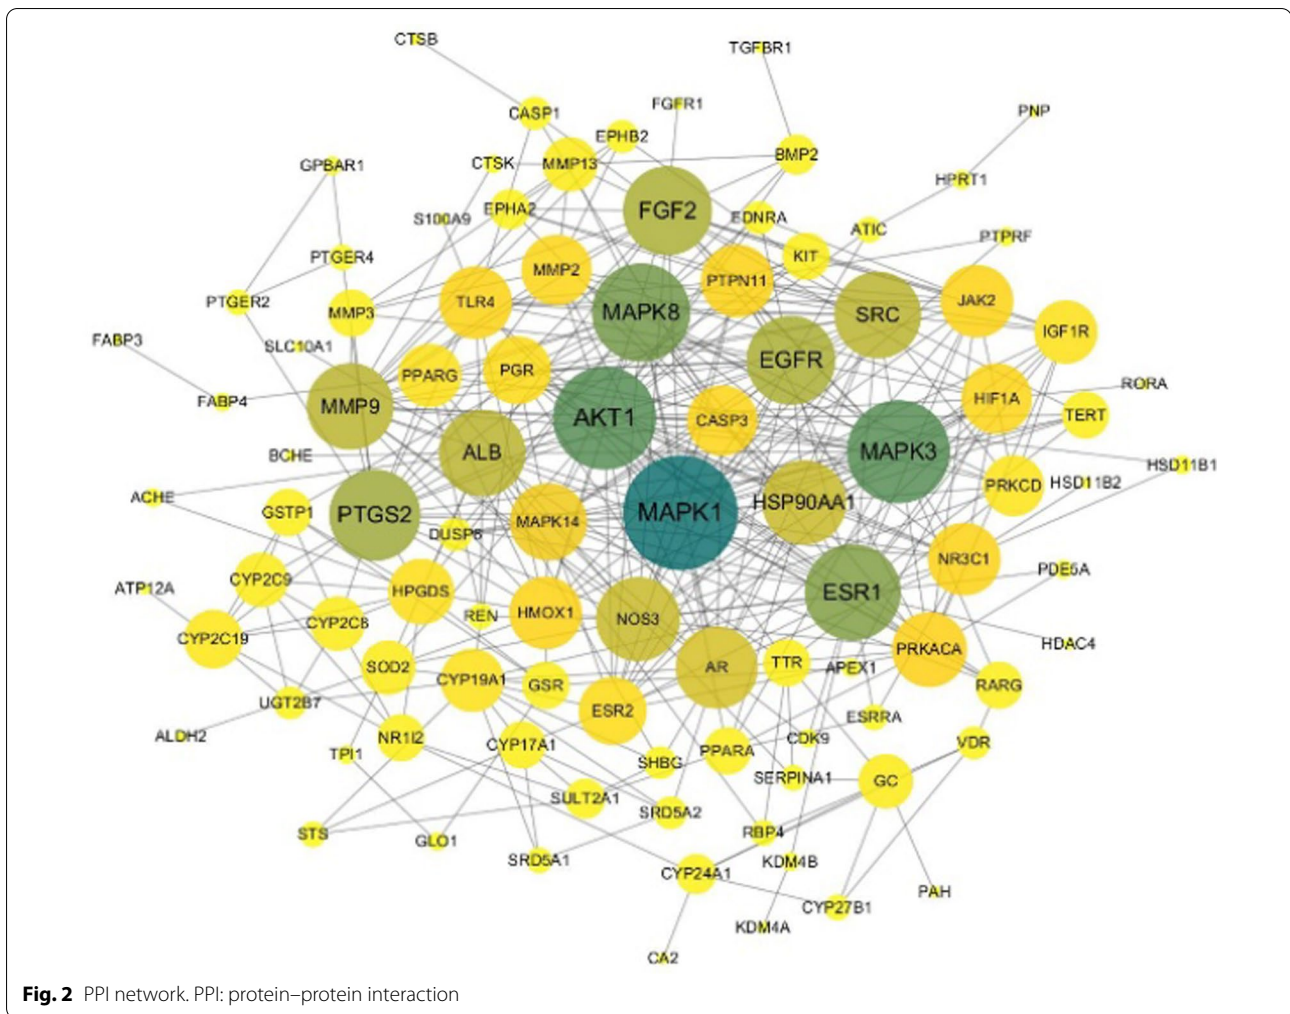 CTSB
TGFBR1
CASP1
FGFR1
PNP
EPHB2
GPBAR1
CTSK
MMP13
BMP2
HPRT1
S100A9
EPHA2
FGF2
EDNRA
ATIC
PTPRF
PTGER4
MMP2
PTPN11
KIT
PTGER2
MMP3
TLR4
MAPK8
SRC
JAK2
IGF1R
FABP3
SLC10A1
PPARG
PGR
EGFR
RORA
FABP4
MMP9
AKT1
CASP3
HIF1A
TERT
BCHE
ALB
MAPK3
HSD11B1
ACHE
PRKCD
HSD11B2
GSTP1
PTGS2
DUSP6
MAPK14
MAPK1
HSP90AA1
NR3C1
ATP12A
CYP2C9
HPGDS
ESR1
PDE5A
CYP2C19
CYP2C8
REN
HMOX1
NOS3
PRKACA
HDAC4
SOD2
CYP19A1
GSR
AR
TTR
APEX1
RARG
UGT2B7
ESR2
ESRRA
ALDH2
TPI1
NR1I2
CYP17A1
SHBG
PPARA
CDK9
VDR
SERPINA1
GC
SULT2A1
SRD5A2
STS
GLO1
SRD5A1
RBP4
KDM4B
CYP24A1
PAH
CYP27B1
KDM4A
CA2
Fig. 2 PPI network. PPI: protein–protein interaction